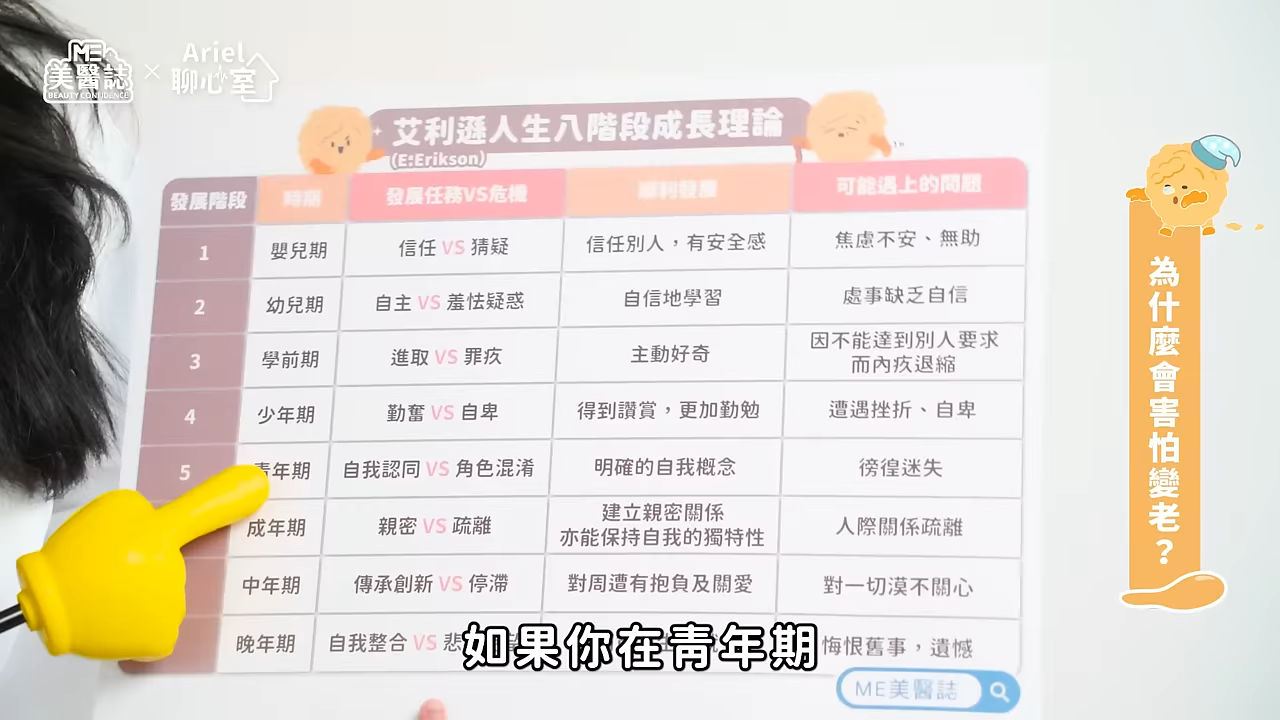 ME
美醫誌
BEAUTY CONFIDENCE
×
Ariel
聊心室
艾利遜人生八階段成長理論
(E:Erikson)
發展階段 時期 發展任務VS危機 順利發展 可能遇上的問題
1 嬰兒期 信任 VS 猜疑 信任別人，有安全感 焦慮不安、無助
2 幼兒期 自主 VS 羞怯疑惑 自信地學習 處事缺乏自信
3 學前期 進取 VS 罪疚 主動好奇 因不能達到別人要求
而內疚退縮
4 少年期 勤奮 VS 自卑 得到讚賞，更加勤勉 遭遇挫折、自卑
5 青年期 自我認同 VS 角色混淆 明確的自我概念 徬徨迷失
成年期 親密 VS 疏離 建立親密關係
亦能保持自我的獨特性 人際關係疏離
中年期 傳承創新 VS 停滯 對周遭有抱負及關愛 對一切漠不關心
晚年期 自我整合 VS 悲 悔恨舊事，遺憾
為什麼會害怕變老？
如果你在青年期
ME美醫誌